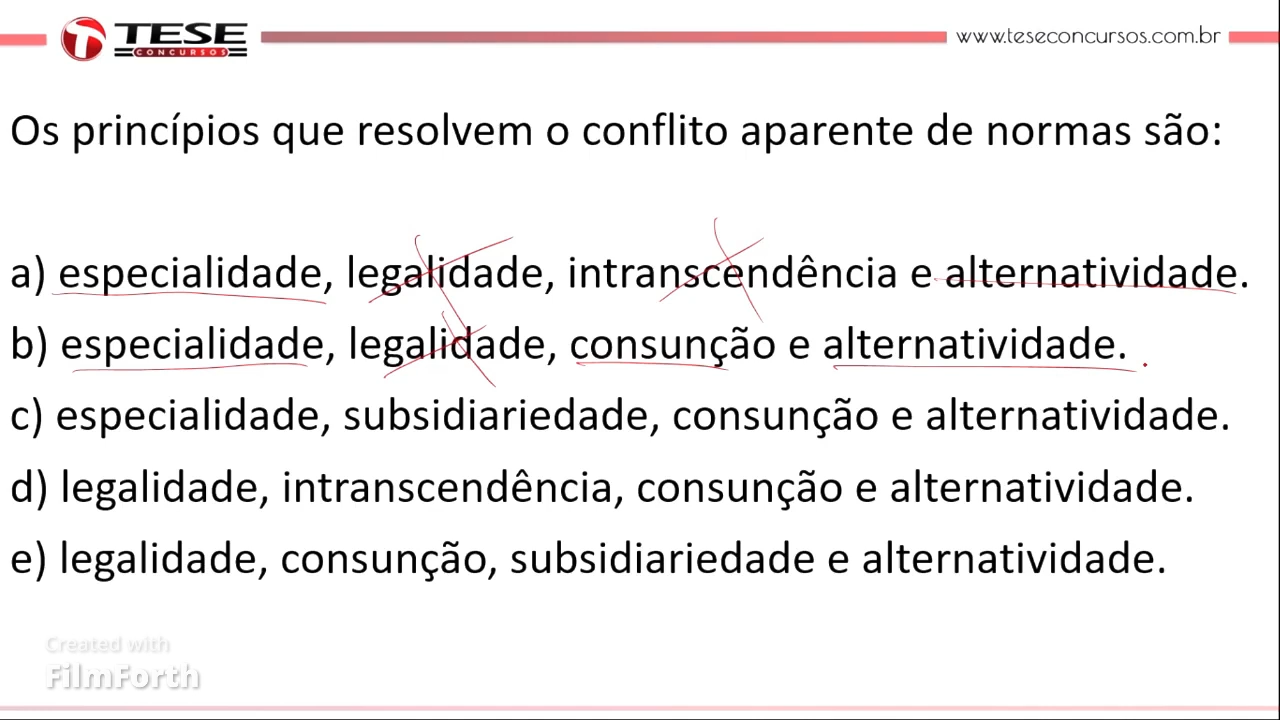 TESE
CONCURSOS
www.teseconcursos.com.br
Os princípios que resolvem o conflito aparente de normas são:
a) especialidade, legalidade, intranscendência e alternatividade.
b) especialidade, legalidade, consunção e alternatividade.
c) especialidade, subsidiariedade, consunção e alternatividade.
d) legalidade, intranscendência, consunção e alternatividade.
e) legalidade, consunção, subsidiariedade e alternatividade.
Created with
FilmForth